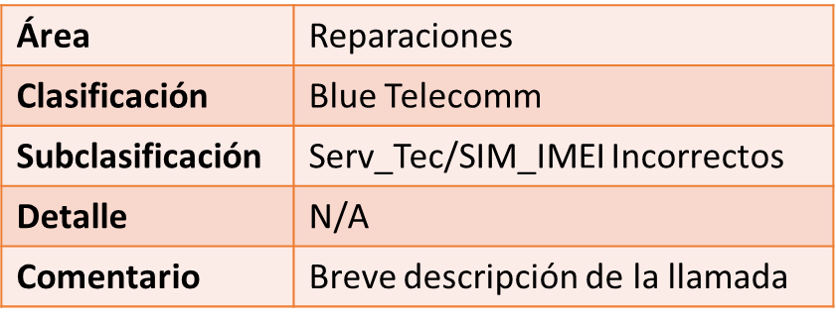 Área Reparaciones
Clasificación Blue Telecomm
Subclasificación Serv_Tec/SIM_IMEI Incorrectos
Detalle N/A
Comentario Breve descripción de la llamada